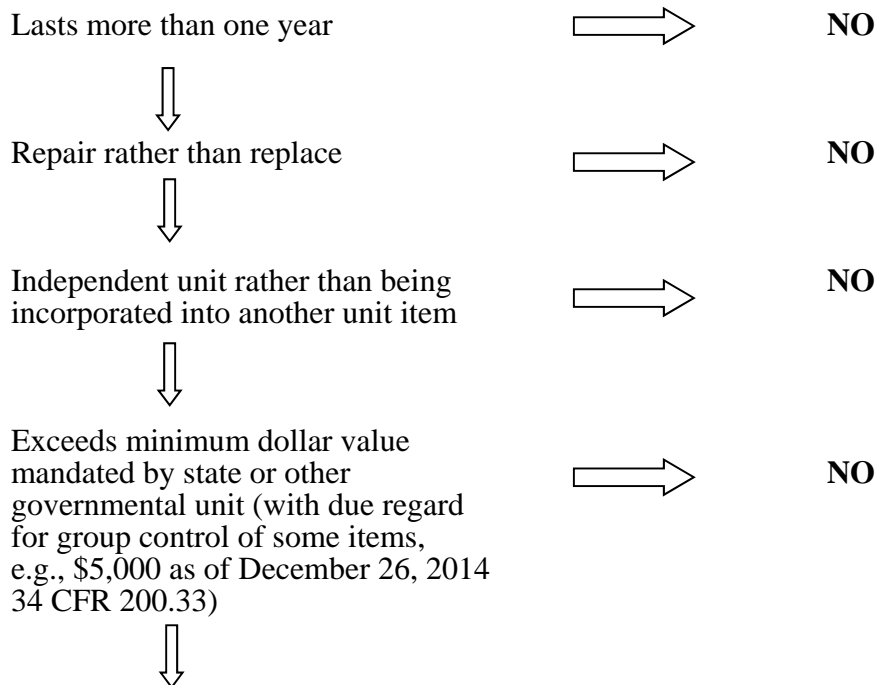 Lasts more than one year NO
Repair rather than replace NO
Independent unit rather than being NO
incorporated into another unit item
Exceeds minimum dollar value
mandated by state or other
governmental unit (with due regard NO
for group control of some items,
e.g., $5,000 as of December 26, 2014
34 CFR 200.33)